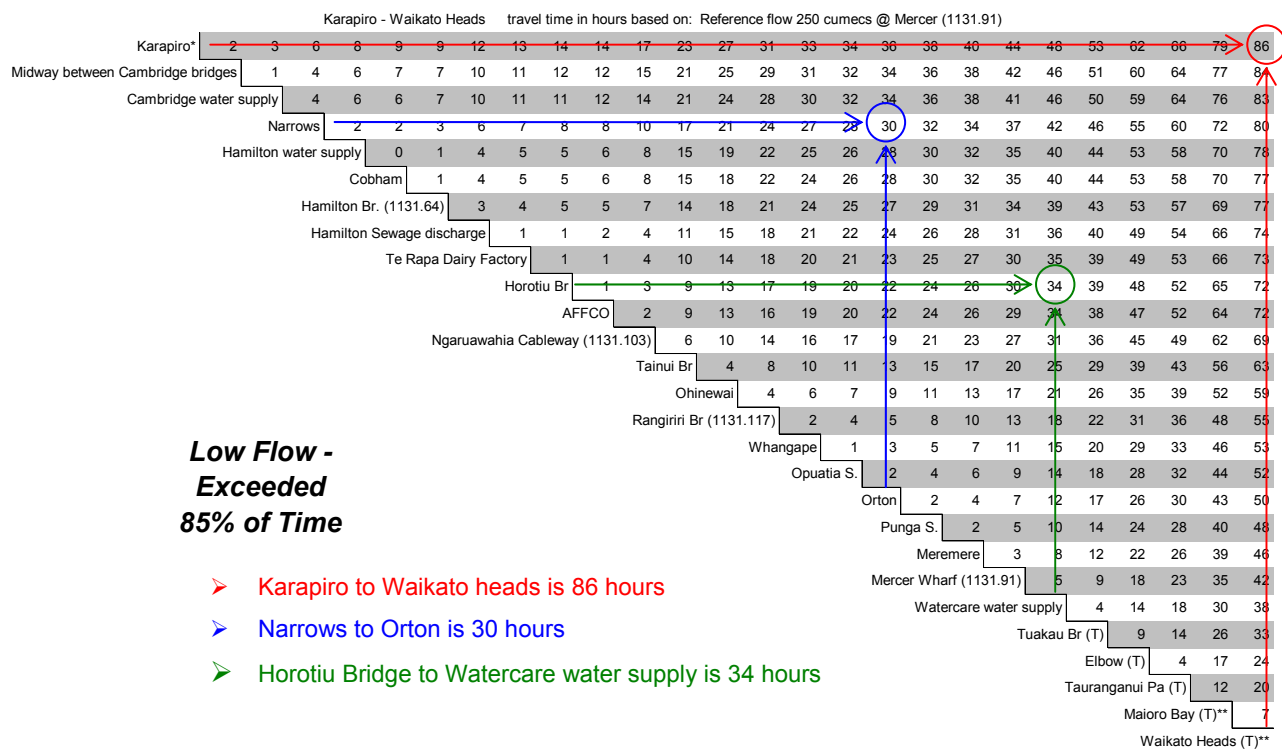 Karapiro - Waikato Heads travel time in hours based on: Reference flow 250 cumecs @ Mercer (1131.91)
Karapiro* 2 3 6 8 9 9 12 13 14 14 17 23 27 31 33 34 36 38 40 44 48 53 62 66 79 86
Midway between Cambridge bridges 1 4 6 7 7 10 11 12 12 15 21 25 29 31 32 34 36 38 42 46 51 60 64 77 84
Cambridge water supply 4 6 6 7 10 11 11 12 14 21 24 28 30 32 34 36 38 41 46 50 59 64 76 83
Narrows 2 2 3 6 7 8 8 10 17 21 24 27 28 30 32 34 37 42 46 55 60 72 80
Hamilton water supply 0 1 4 5 5 6 8 15 19 22 25 26 28 30 32 35 40 44 53 58 70 78
Cobham 1 4 5 5 6 8 15 18 22 24 26 28 30 32 35 40 44 53 58 70 77
Hamilton Br. (1131.64) 3 4 5 5 7 14 18 21 24 25 27 29 31 34 39 43 53 57 69 77
Hamilton Sewage discharge 1 1 2 4 11 15 18 21 22 24 26 28 31 36 40 49 54 66 74
Te Rapa Dairy Factory 1 1 4 10 14 18 20 21 23 25 27 30 35 39 49 53 66 73
Horotiu Br 1 3 9 13 17 19 20 22 24 26 30 34 39 48 52 65 72
AFFCO 2 9 13 16 19 20 22 24 26 29 34 38 47 52 64 72
Ngaruawahia Cableway (1131.103) 6 10 14 16 17 19 21 23 27 31 36 45 49 62 69
Tainui Br 4 8 10 11 13 15 17 20 25 29 39 43 56 63
Ohinewai 4 6 7 9 11 13 17 21 26 35 39 52 59
Rangiriri Br (1131.117) 2 4 5 8 10 13 18 22 31 36 48 55
Whangape 1 3 5 7 11 15 20 29 33 46 53
Opuatia S. 2 4 6 9 14 18 28 32 44 52
Orton 2 4 7 12 17 26 30 43 50
Punga S. 2 5 10 14 24 28 40 48
Meremere 3 8 12 22 26 39 46
Mercer Wharf (1131.91) 5 9 18 23 35 42
Watercare water supply 4 14 18 30 38
Tuakau Br (T) 9 14 26 33
Elbow (T) 4 17 24
Tauranganui Pa (T) 12 20
Maioro Bay (T)** 7
Waikato Heads (T)**
Low Flow -
Exceeded
85% of Time
➢ Karapiro to Waikato heads is 86 hours
➢ Narrows to Orton is 30 hours
➢ Horotiu Bridge to Watercare water supply is 34 hours